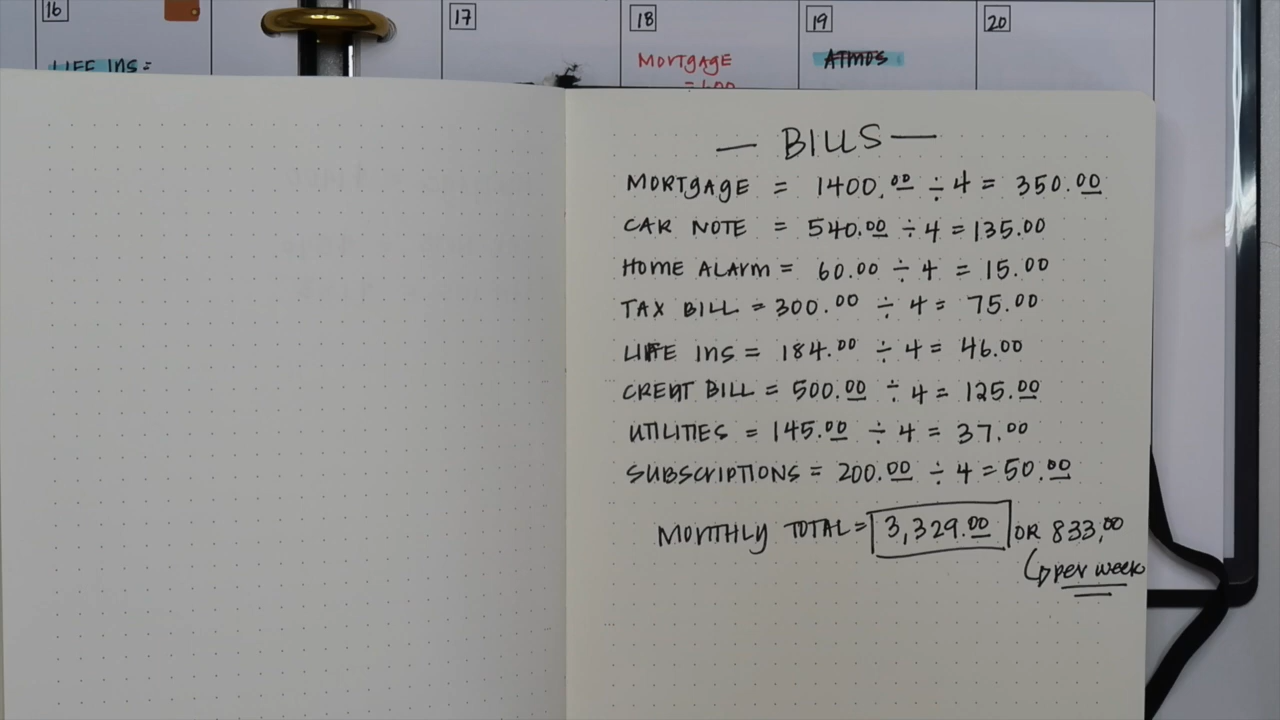 16 17 18 19 20
LIFE INS =
MORTGAGE
ATMOS
— BILLS —
MORTGAGE = 1400.00 ÷ 4 = 350.00
CAR NOTE = 540.00 ÷ 4 = 135.00
HOME ALARM = 60.00 ÷ 4 = 15.00
TAX BILL = 300.00 ÷ 4 = 75.00
LIFE INS = 184.00 ÷ 4 = 46.00
CREDIT BILL = 500.00 ÷ 4 = 125.00
UTILITIES = 145.00 ÷ 4 = 37.00
SUBSCRIPTIONS = 200.00 ÷ 4 = 50.00
MONTHLY TOTAL = 3,329.00 OR 833.00
↳ per week